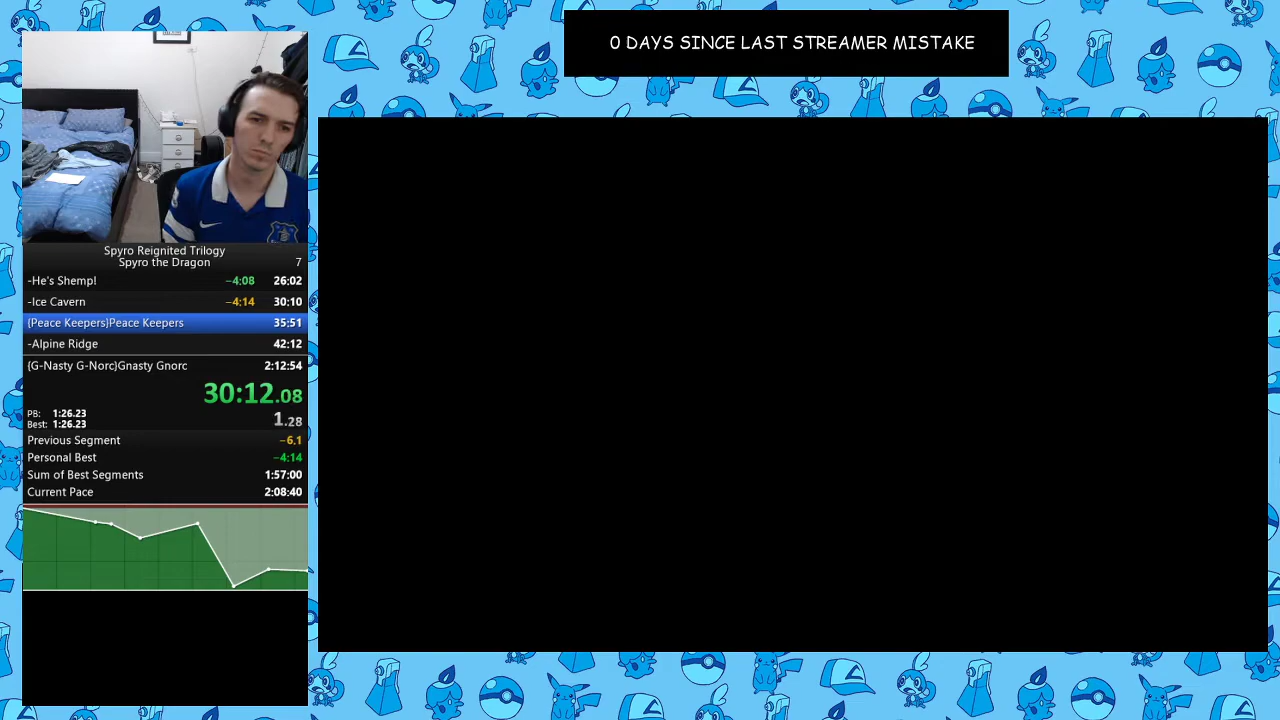 0 DAYS SINCE LAST STREAMER MISTAKE
Spyro Reignited Trilogy
Spyro the Dragon 7
-He's Shemp! −4:08 26:02
-Ice Cavern −4:14 30:10
{Peace Keepers}Peace Keepers 35:51
-Alpine Ridge 42:12
{G-Nasty G-Norc}Gnasty Gnorc 2:12:54
30:12.08
PB: 1:26.23
Best: 1:26.23
1.28
Previous Segment −6.1
Personal Best −4:14
Sum of Best Segments 1:57:00
Current Pace 2:08:40